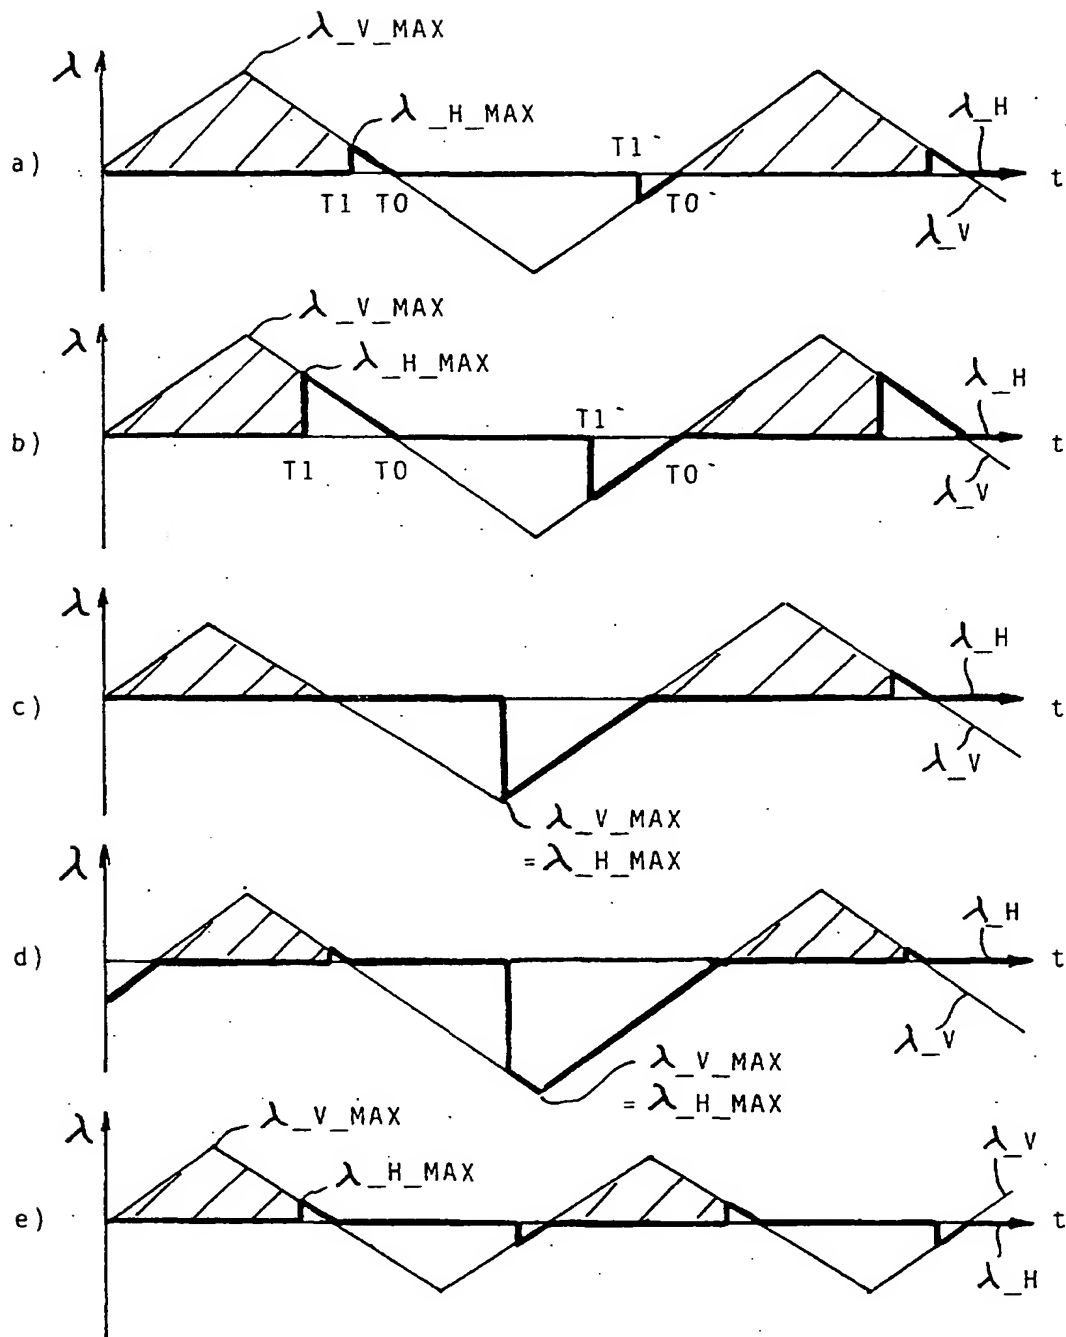 λ_V_MAX
λ
λ_H_MAX
λ_H
T1`
a)
t
T1 T0
T0`
λ_V
λ_V_MAX
λ
λ_H_MAX
λ_H
T1`
b)
t
T1 T0
T0`
λ_V
λ
λ_H
c)
t
λ_V
λ_V_MAX
= λ_H_MAX
λ
λ_H
d)
t
λ_V
λ_V_MAX
= λ_H_MAX
λ
λ_V_MAX
λ_V
λ_H_MAX
e)
t
λ_H